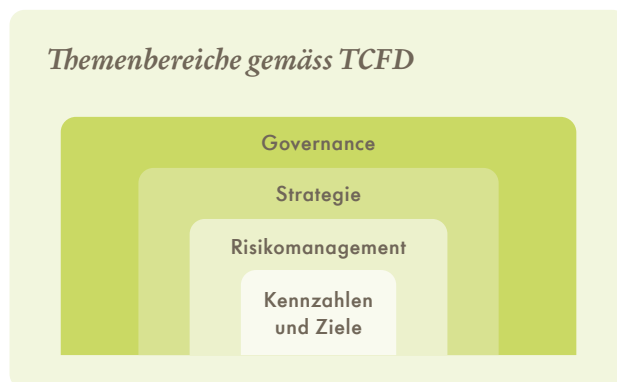 Themenbereiche gemäss TCFD
Governance
Strategie
Risikomanagement
Kennzahlen
und Ziele